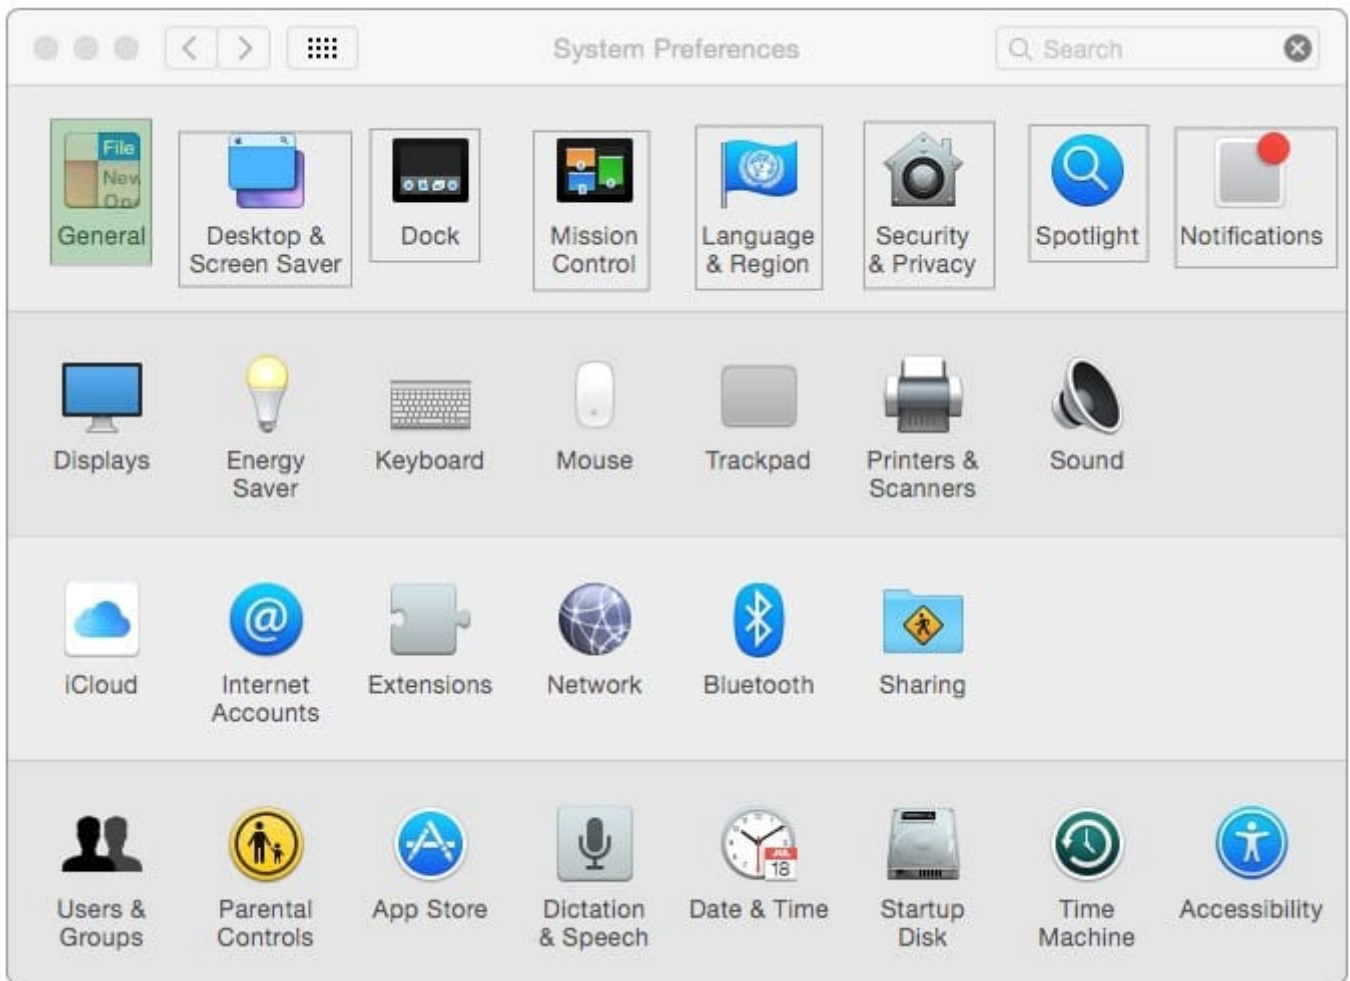 System Preferences
Search
File
New
General
Desktop &
Screen Saver
Dock
Mission
Control
Language
& Region
Security
& Privacy
Spotlight
Notifications
Displays
Energy
Saver
Keyboard
Mouse
Trackpad
Printers &
Scanners
Sound
iCloud
@
Internet
Accounts
Extensions
Network
Bluetooth
Sharing
Users &
Groups
Parental
Controls
App Store
Dictation
& Speech
JUL
18
Date & Time
Startup
Disk
Time
Machine
Accessibility